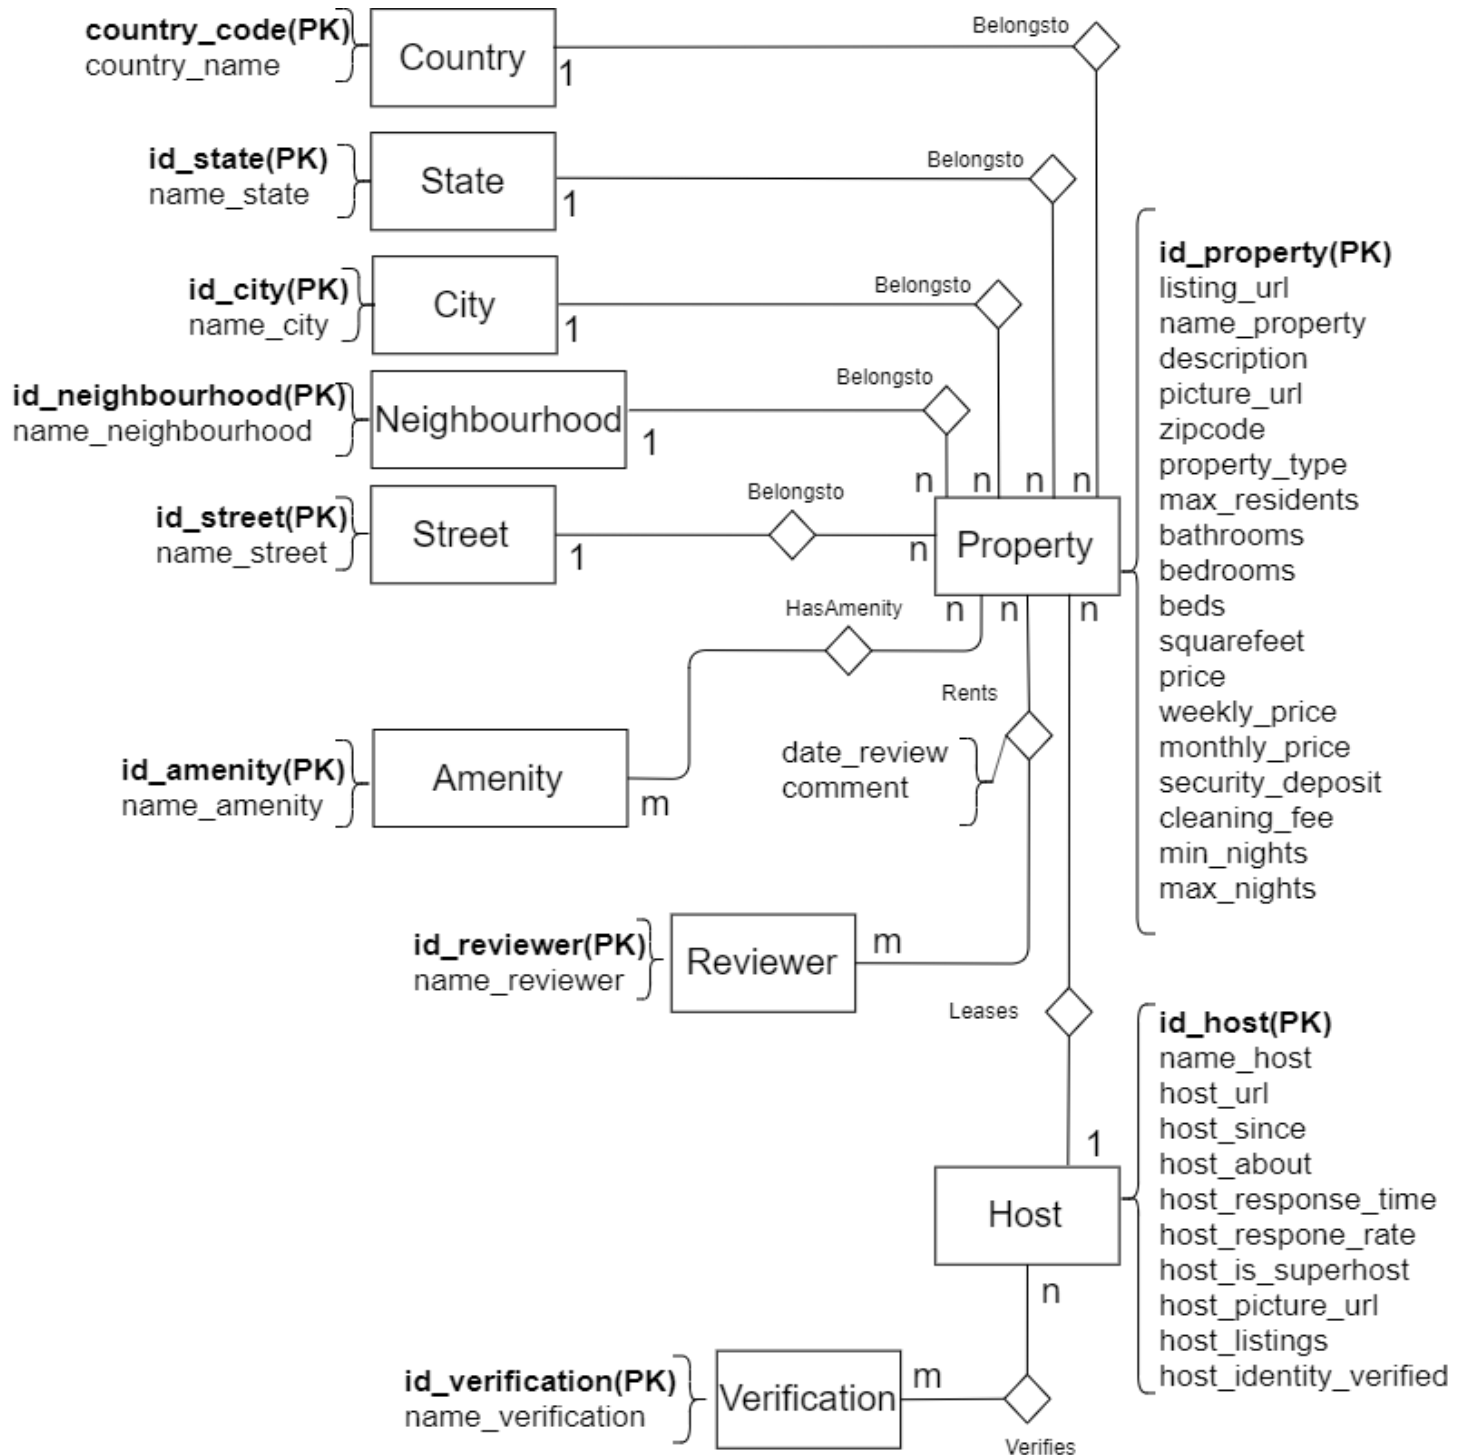 country_code(PK)
country_name
Country
1
Belongsto
id_state(PK)
name_state
State
1
Belongsto
id_city(PK)
name_city
City
1
Belongsto
id_neighbourhood(PK)
name_neighbourhood
Neighbourhood
1
Belongsto
id_street(PK)
name_street
Street
1
Belongsto
n
n n n n
Property
n n n
id_property(PK)
listing_url
name_property
description
picture_url
zipcode
property_type
max_residents
bathrooms
bedrooms
beds
squarefeet
price
weekly_price
monthly_price
security_deposit
cleaning_fee
min_nights
max_nights
HasAmenity
id_amenity(PK)
name_amenity
Amenity
m
Rents
date_review
comment
id_reviewer(PK)
name_reviewer
Reviewer
m
Leases
1
Host
n
id_host(PK)
name_host
host_url
host_since
host_about
host_response_time
host_respone_rate
host_is_superhost
host_picture_url
host_listings
host_identity_verified
id_verification(PK)
name_verification
Verification
m
Verifies